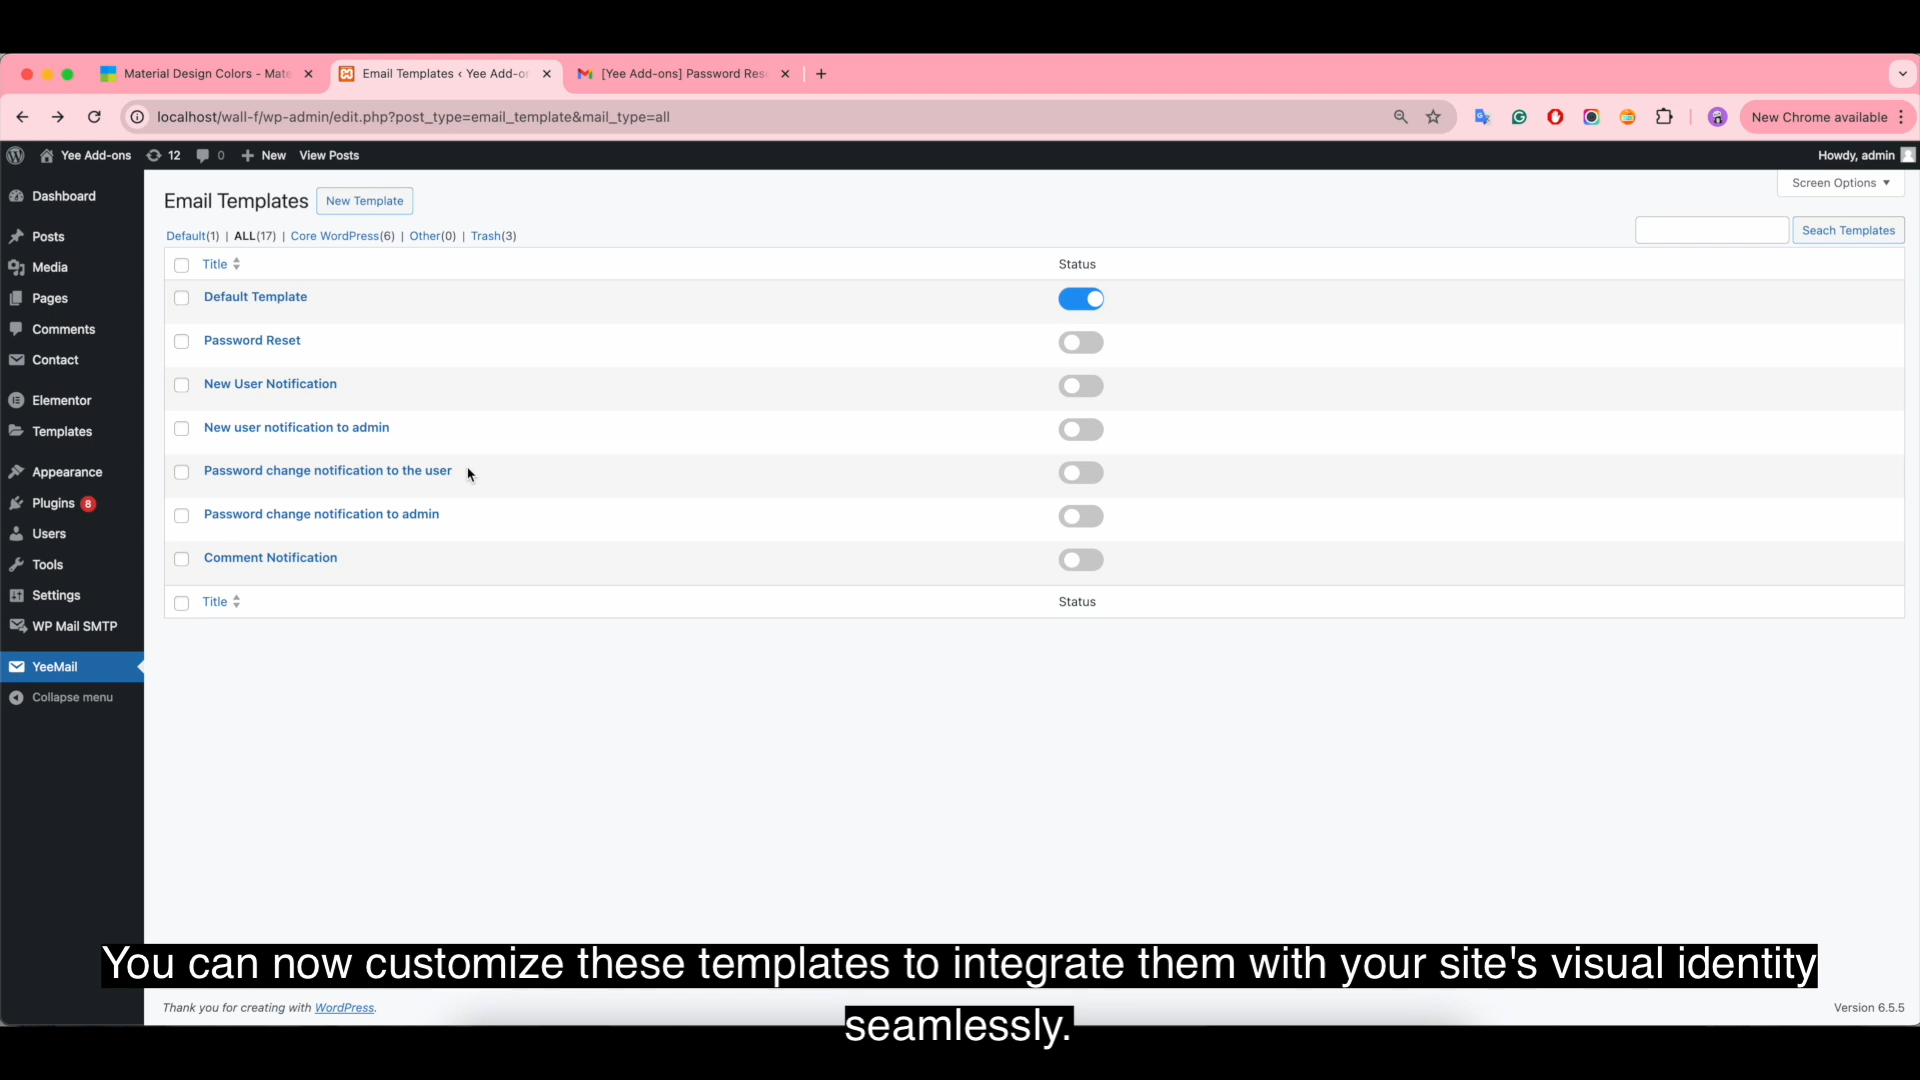 Material Design Colors - Mate
Email Templates ‹ Yee Add-on
[Yee Add-ons] Password Res
localhost/wall-f/wp-admin/edit.php?post_type=email_template&mail_type=all
New Chrome available
Yee Add-ons
12
0
New
View Posts
Howdy, admin
Dashboard
Posts
Media
Pages
Comments
Contact
Elementor
Templates
Appearance
Plugins 8
Users
Tools
Settings
WP Mail SMTP
YeeMail
Collapse menu
Screen Options
Email Templates
New Template
Default(1) | ALL(17) | Core WordPress(6) | Other(0) | Trash(3)
Seach Templates
Title
Status
Default Template
Password Reset
New User Notification
New user notification to admin
Password change notification to the user
Password change notification to admin
Comment Notification
Title
Status
You can now customize these templates to integrate them with your site's visual identity
seamlessly.
Thank you for creating with WordPress.
Version 6.5.5